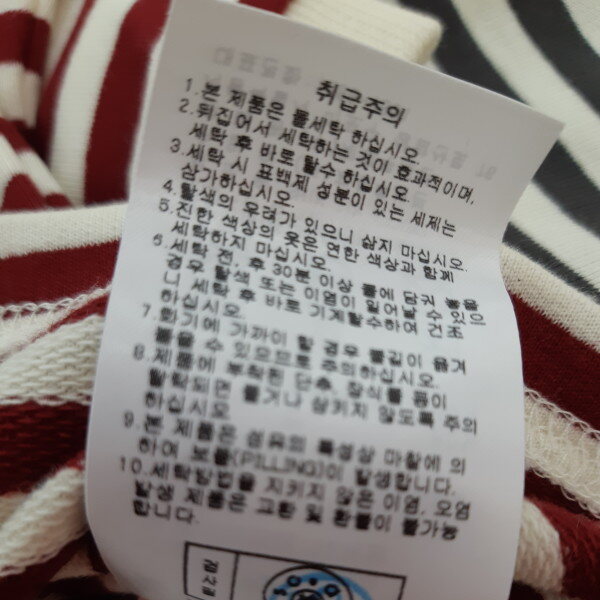 취급주의
1.본 제품은 물세탁 하십시오
2.뒤집어서 세탁하는 것이 효과적이며,
세탁 후 바로 탈수 하십시오
3.세탁 시 표백제 성분이 있는 세제는
삼가하십시오
4.탈색의 우려가 있으니 삶지 마십시오.
5.진한 색상의 옷은 연한 색상과 함께
세탁하지 마십시오.
6.세탁 전, 후 30분 이상 물에 담궈 놓을
경우 탈색 또는 이염이 일어날 수 있으
니 세탁 후 바로 기계탈수하여 건조
하십시오.
7.화기에 가까이 할 경우 불길이 옮겨
붙을 수 있으므로 주의하십시오.
8.제품에 부착된 단추, 장식물 등이
탈락되면 물거나 삼키지 않도록 주의
하십시오
9.본 제품은 섬유의 특성상 마찰에 의
하여 보풀(PILLING)이 발생합니다.
10.세탁방법을 지키지 않은 이염, 오염
발생 제품은 교환 및 환불이 불가능
합니다.